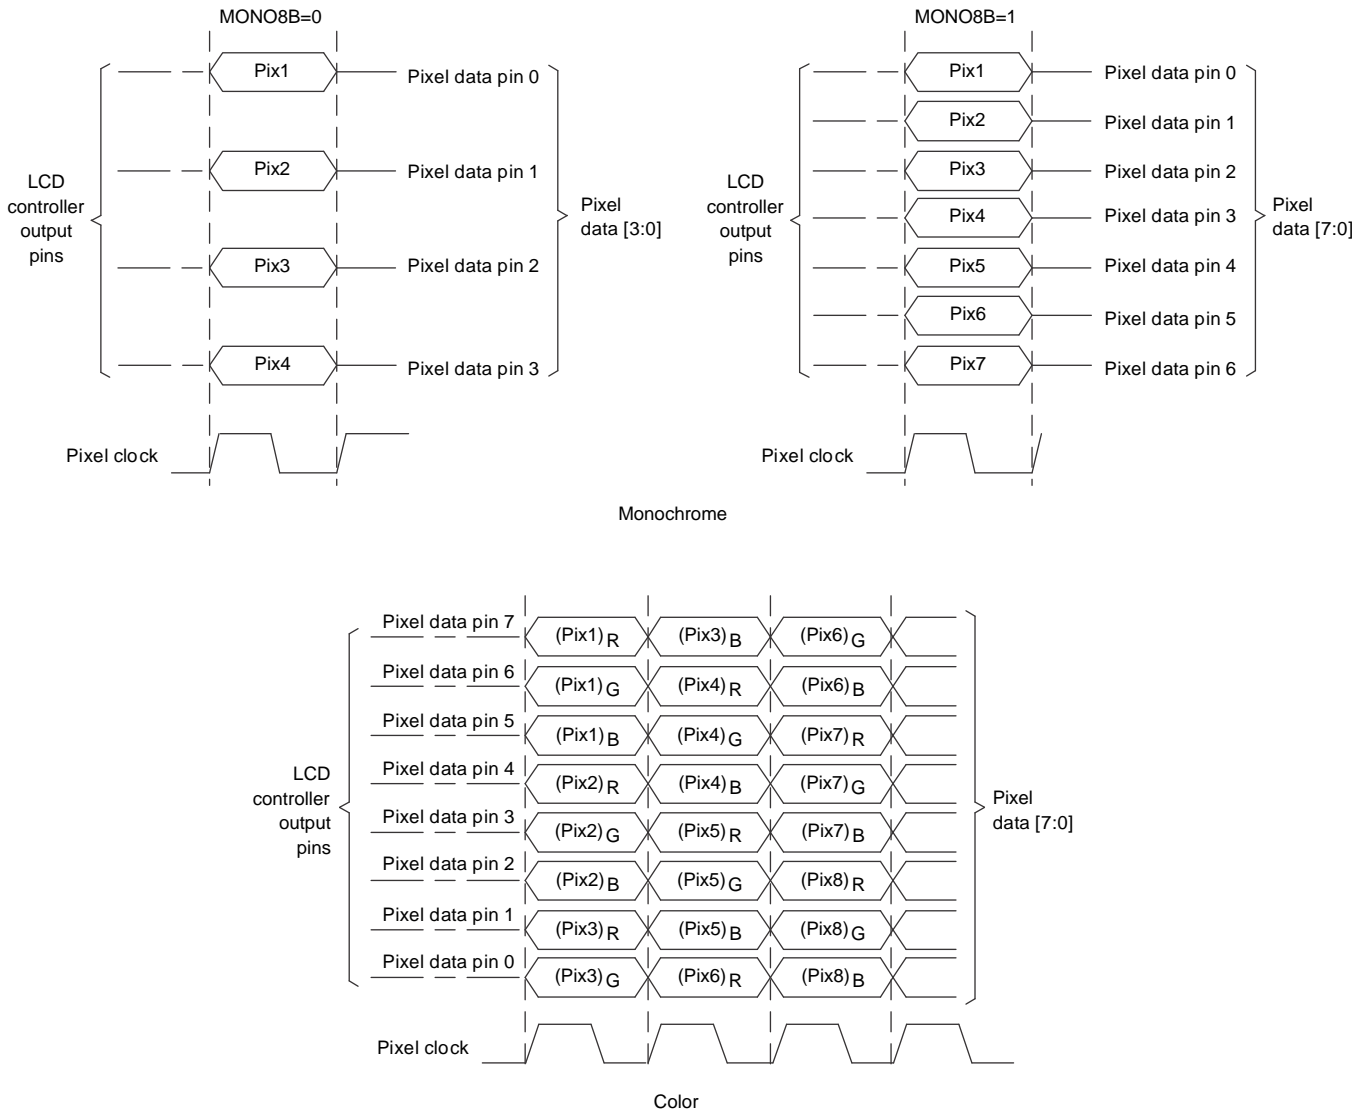 MONO8B=0
Pix1
Pixel data pin 0
Pix2
Pixel data pin 1
Pix3
Pixel data pin 2
Pix4
Pixel data pin 3
LCD
controller
output
pins
Pixel
data [3:0]
Pixel clock
MONO8B=1
Pix1
Pixel data pin 0
Pix2
Pixel data pin 1
Pix3
Pixel data pin 2
Pix4
Pixel data pin 3
Pix5
Pixel data pin 4
Pix6
Pixel data pin 5
Pix7
Pixel data pin 6
LCD
controller
output
pins
Pixel
data [7:0]
Pixel clock
Monochrome
Pixel data pin 7 (Pix1)R (Pix3)B (Pix6)G
Pixel data pin 6 (Pix1)G (Pix4)R (Pix6)B
Pixel data pin 5 (Pix1)B (Pix4)G (Pix7)R
Pixel data pin 4 (Pix2)R (Pix4)B (Pix7)G
Pixel data pin 3 (Pix2)G (Pix5)R (Pix7)B
Pixel data pin 2 (Pix2)B (Pix5)G (Pix8)R
Pixel data pin 1 (Pix3)R (Pix5)B (Pix8)G
Pixel data pin 0 (Pix3)G (Pix6)R (Pix8)B
LCD
controller
output
pins
Pixel
data [7:0]
Pixel clock
Color